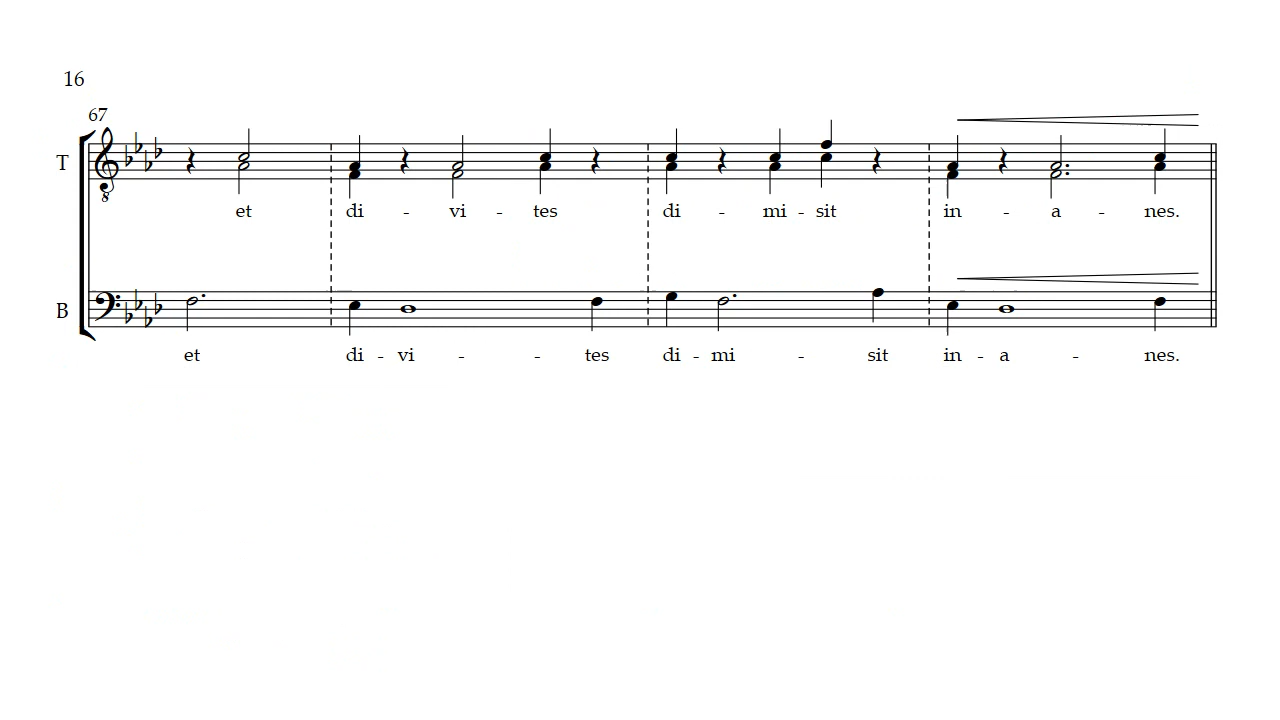 16
67
T
8
et di - vi - tes di - mi - sit in - a - nes.
B
et di - vi - - tes di - mi - sit in - a - nes.